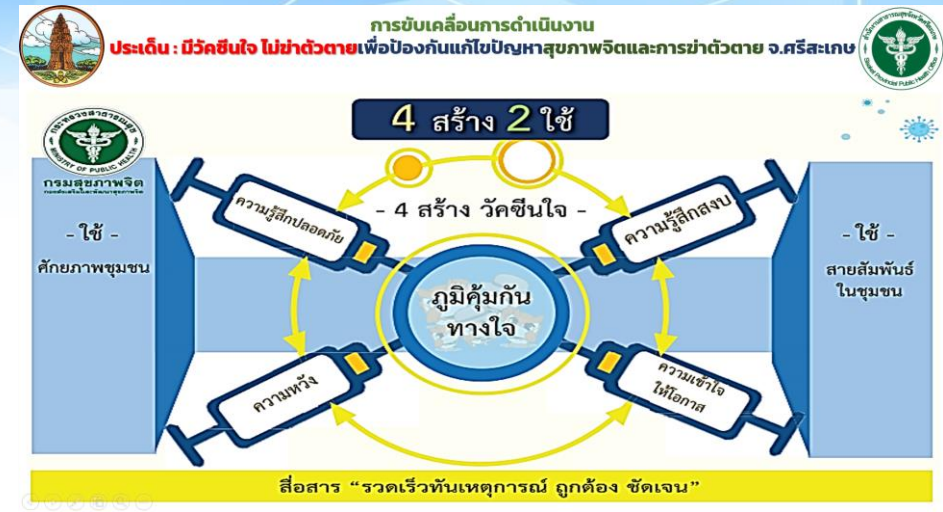 การขับเคลื่อนการดำเนินงาน
ประเด็น : มีวัคซีนใจ ไม่ฆ่าตัวตายเพื่อป้องกันแก้ไขปัญหาสุขภาพจิตและการฆ่าตัวตาย จ.ศรีสะเกษ
4 สร้าง 2 ใช้
MINISTRY OF PUBLIC HEALTH
กรมสุขภาพจิต
- 4 สร้าง วัคซีนใจ -
ความรู้สึกปลอดภัย
ความรู้สึกสงบ
- ใช้ -
ศักยภาพชุมชน
ภูมิคุ้มกัน
ทางใจ
- ใช้ -
สายสัมพันธ์
ในชุมชน
ความหวัง
ความเข้าใจ
ให้โอกาส
สื่อสาร “รวดเร็วทันเหตุการณ์ ถูกต้อง ชัดเจน”